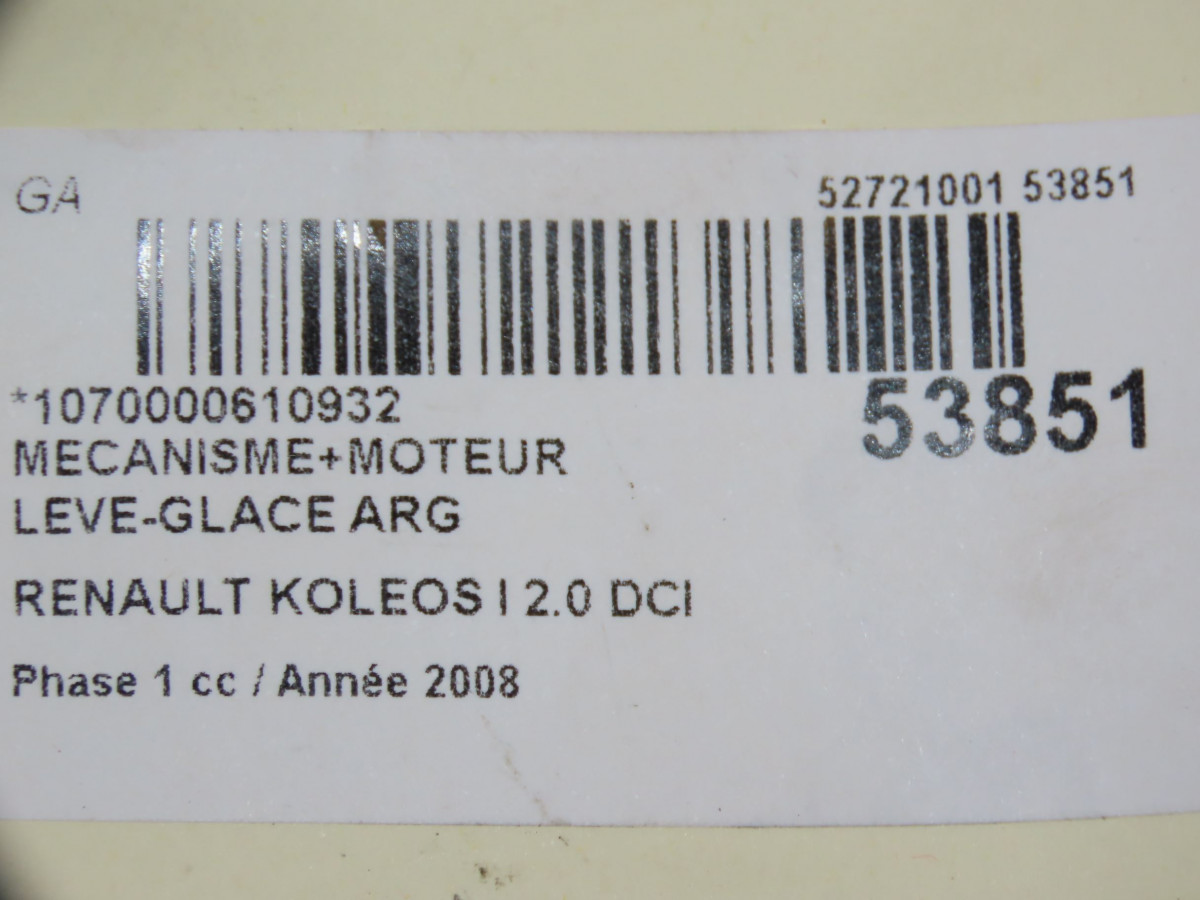 GA
52721001 53851
*1070000610932
53851
MECANISME+MOTEUR
LEVE-GLACE ARG
RENAULT KOLEOS I 2.0 DCI
Phase 1 cc / Année 2008